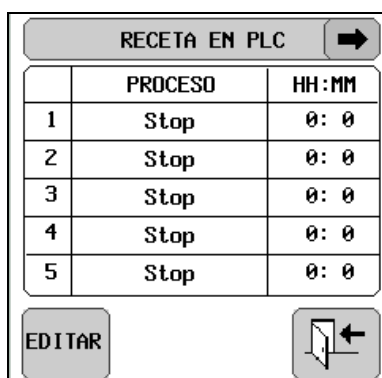 RECETA EN PLC
PROCESO HH:MM
1 Stop 0: 0
2 Stop 0: 0
3 Stop 0: 0
4 Stop 0: 0
5 Stop 0: 0
EDITAR